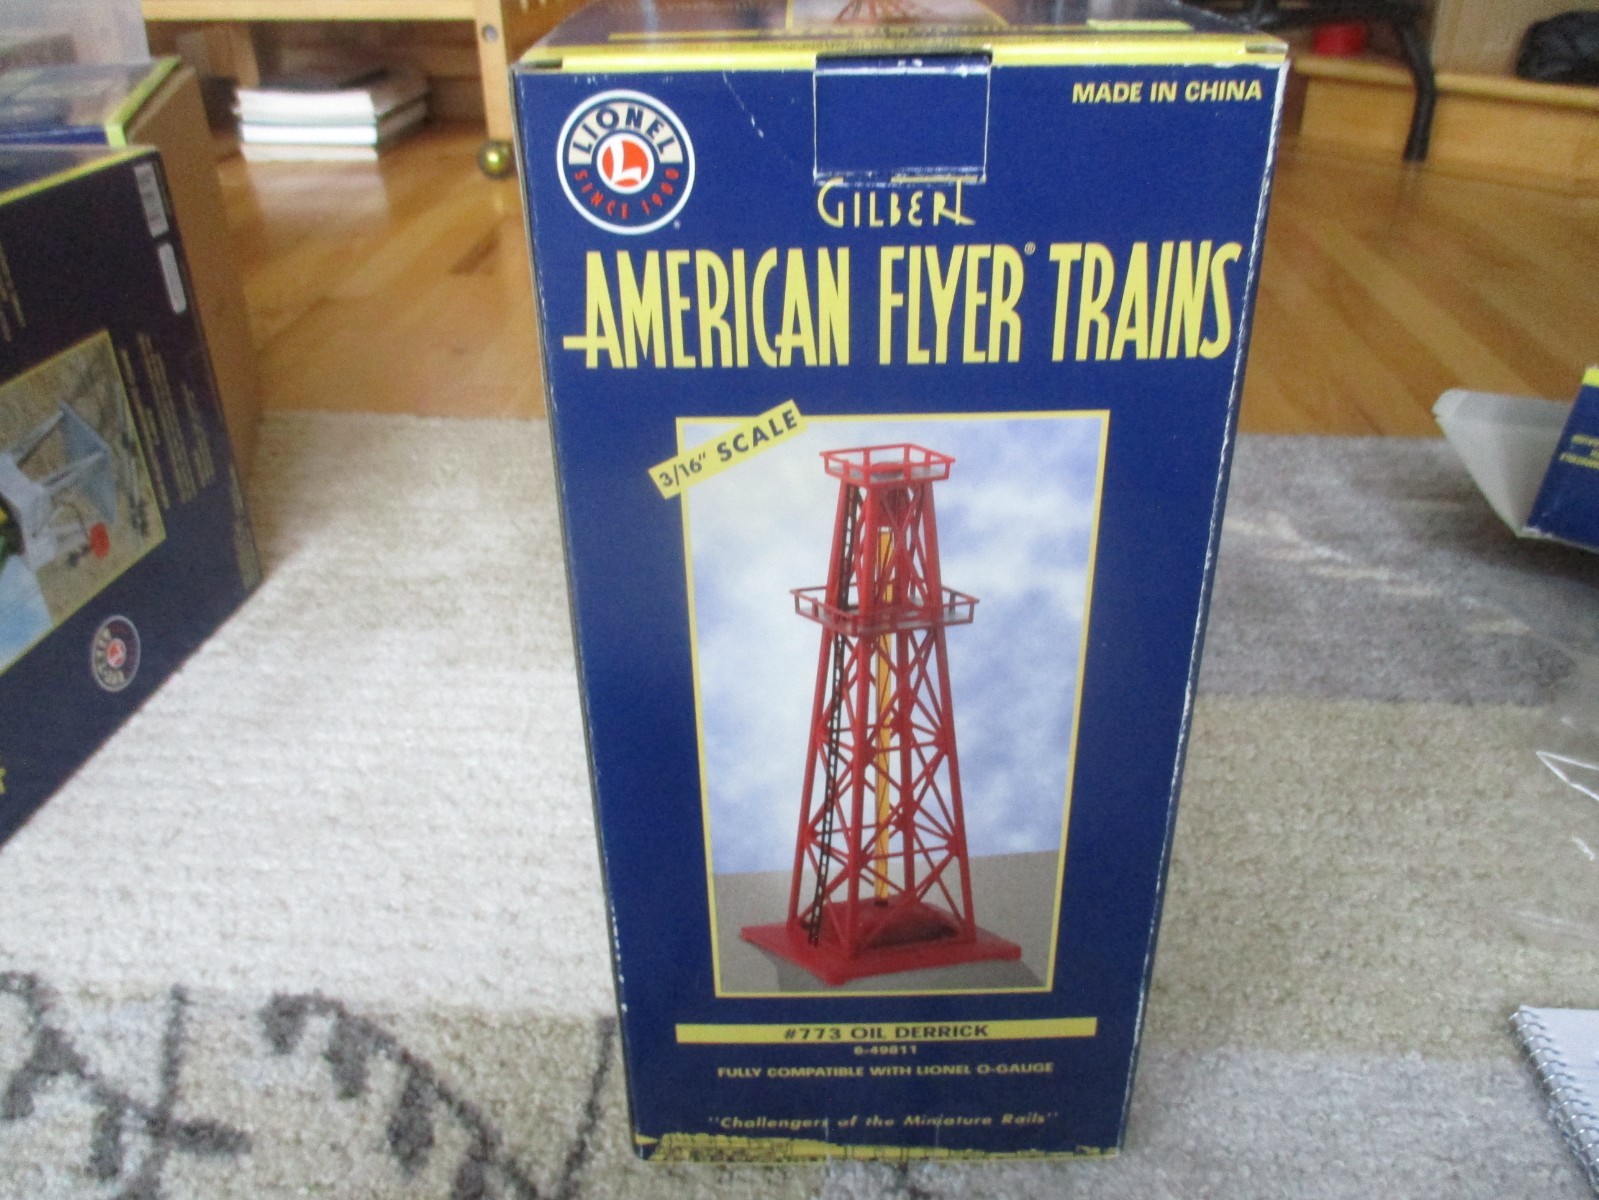 MADE IN CHINA
LIONEL
L
SINCE 1900
GILBERT
AMERICAN FLYER® TRAINS
3/16" SCALE
#773 OIL DERRICK
6-49811
FULLY COMPATIBLE WITH LIONEL O-GAUGE
"Challengers of the Miniature Rails"